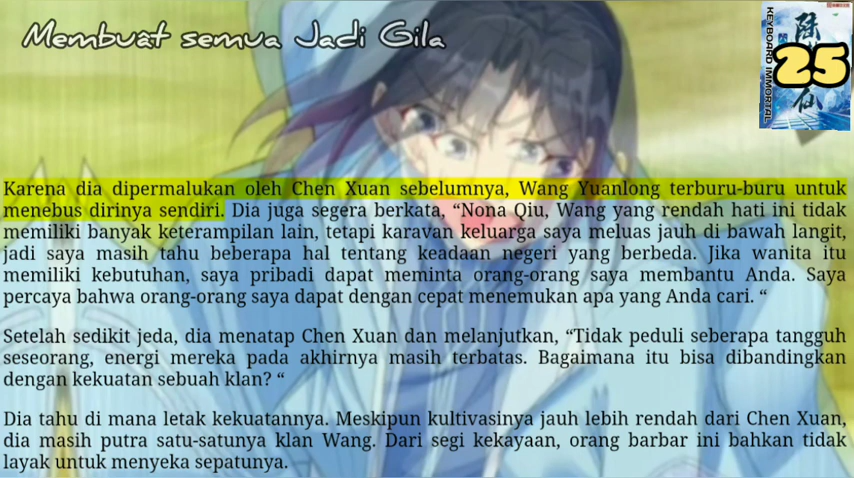 Membuat semua Jadi Gila
KEYBOARD IMMORTAL
25
Karena dia dipermalukan oleh Chen Xuan sebelumnya, Wang Yuanlong terburu-buru untuk
menebus dirinya sendiri. Dia juga segera berkata, “Nona Qiu, Wang yang rendah hati ini tidak
memiliki banyak keterampilan lain, tetapi karavan keluarga saya meluas jauh di bawah langit,
jadi saya masih tahu beberapa hal tentang keadaan negeri yang berbeda. Jika wanita itu
memiliki kebutuhan, saya pribadi dapat meminta orang-orang saya membantu Anda. Saya
percaya bahwa orang-orang saya dapat dengan cepat menemukan apa yang Anda cari. “
Setelah sedikit jeda, dia menatap Chen Xuan dan melanjutkan, “Tidak peduli seberapa tangguh
seseorang, energi mereka pada akhirnya masih terbatas. Bagaimana itu bisa dibandingkan
dengan kekuatan sebuah klan? “
Dia tahu di mana letak kekuatannya. Meskipun kultivasinya jauh lebih rendah dari Chen Xuan,
dia masih putra satu-satunya klan Wang. Dari segi kekayaan, orang barbar ini bahkan tidak
layak untuk menyeka sepatunya.